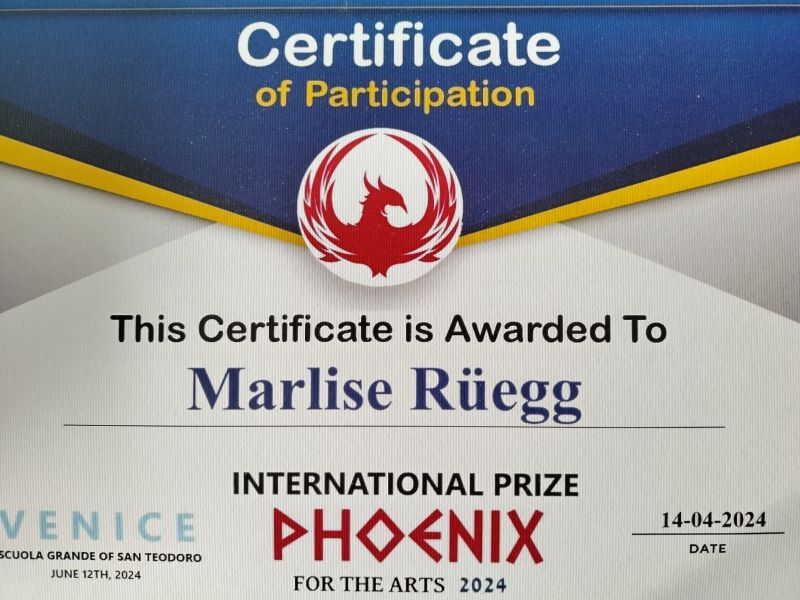 Certificate
of Participation
This Certificate is Awarded To
Marlise Rüegg
INTERNATIONAL PRIZE
PHOENIX
FOR THE ARTS 2024
VENICE
SCUOLA GRANDE OF SAN TEODORO
JUNE 12TH, 2024
14-04-2024
DATE